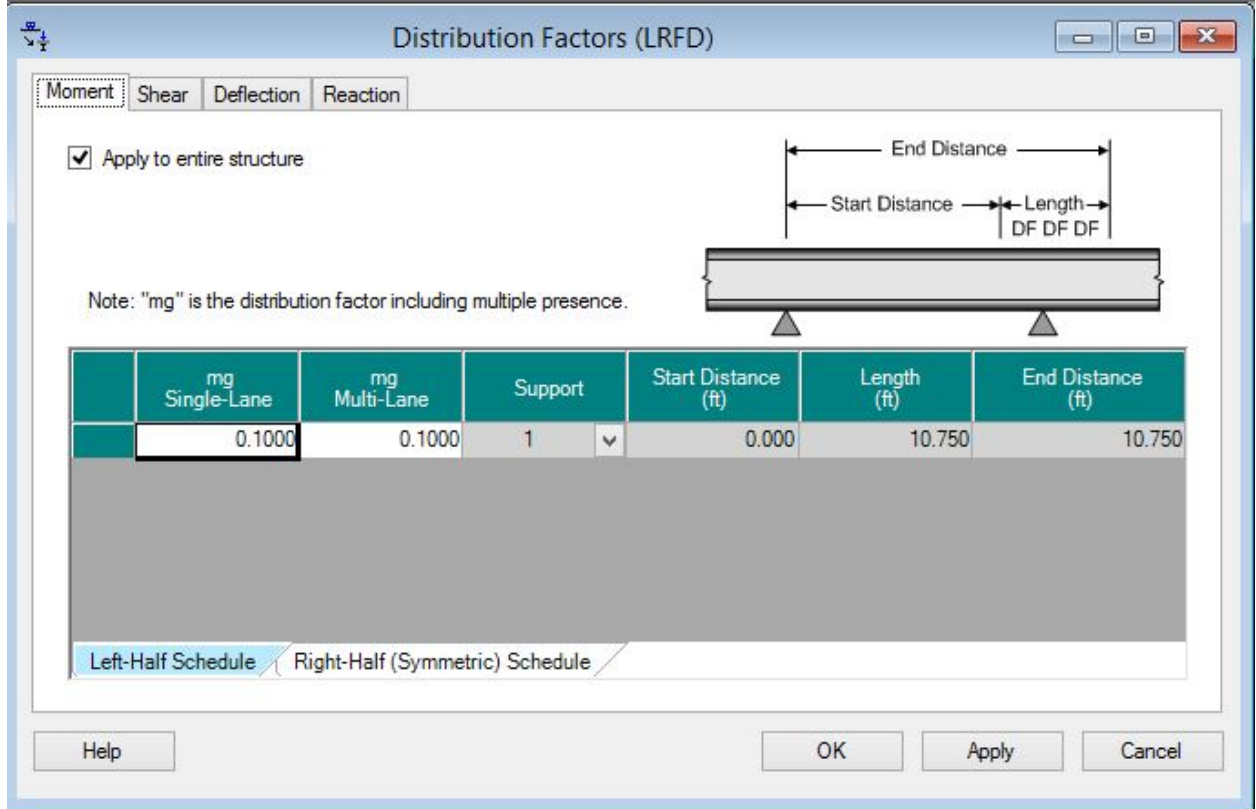 Distribution Factors (LRFD)
Moment Shear Deflection Reaction
Apply to entire structure
End Distance
Start Distance
Length
DF DF DF
Note: "mg" is the distribution factor including multiple presence.
mg
Single-Lane
mg
Multi-Lane
Support
Start Distance
(ft)
Length
(ft)
End Distance
(ft)
0.1000 0.1000 1 0.000 10.750 10.750
Left-Half Schedule Right-Half (Symmetric) Schedule
Help OK Apply Cancel